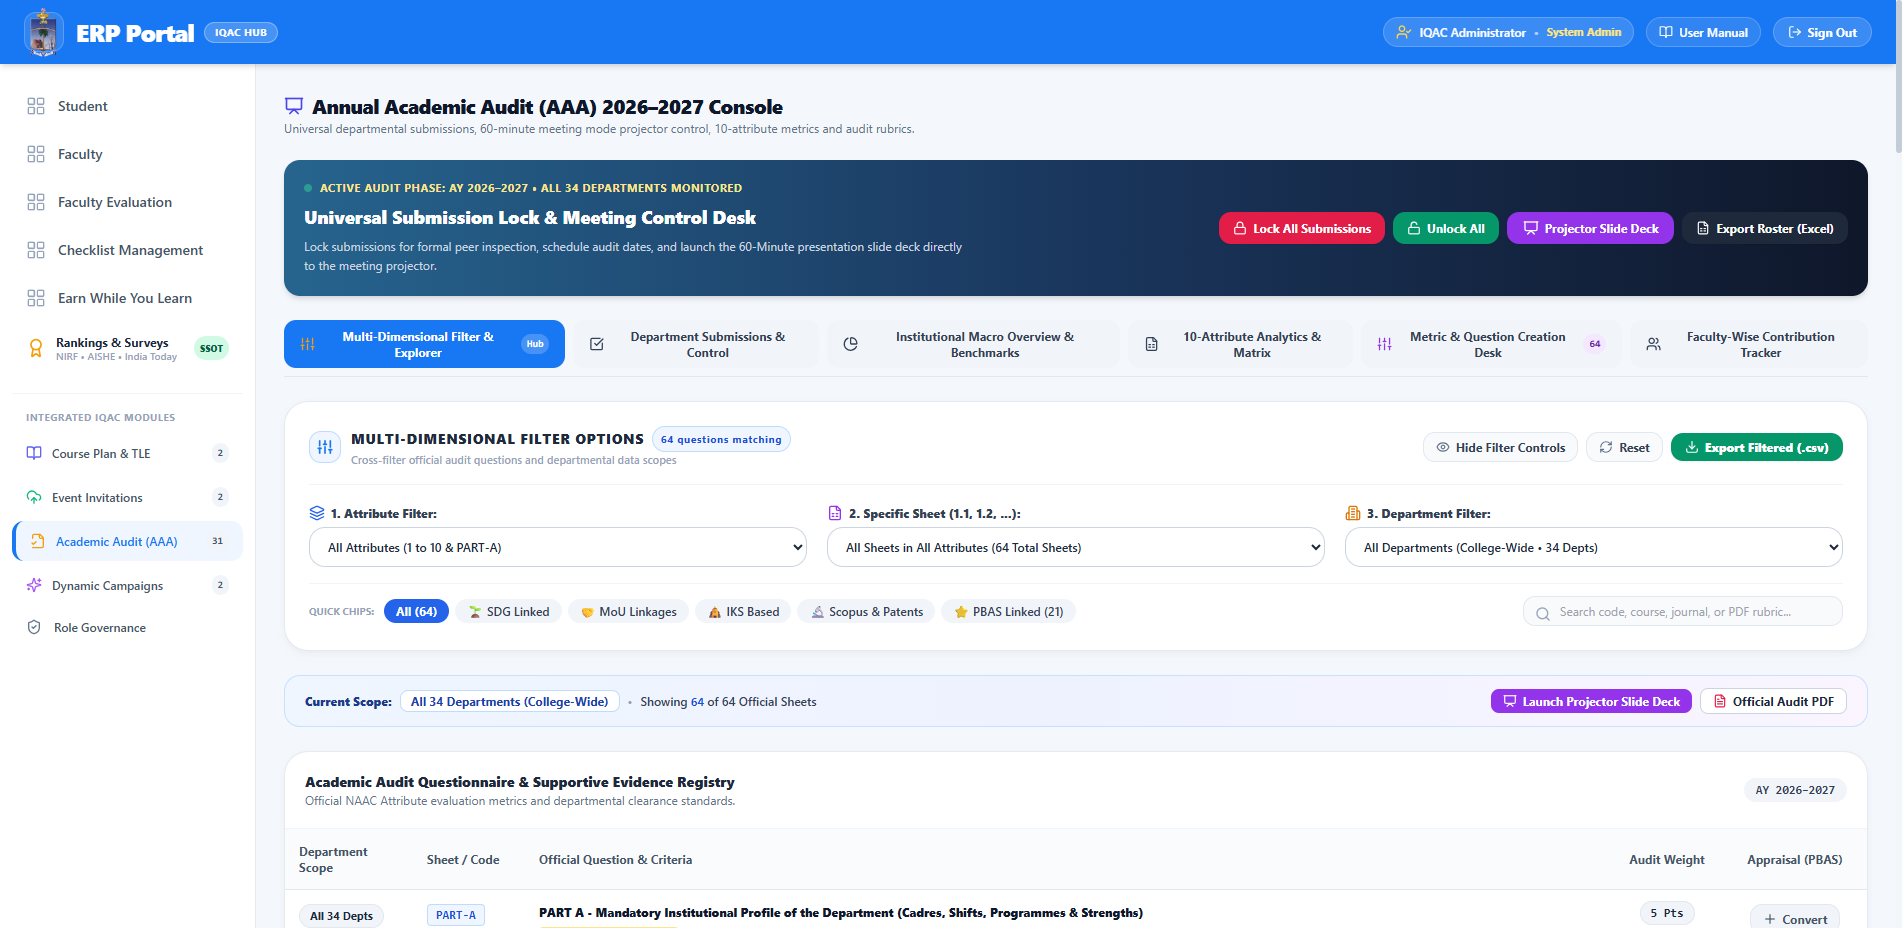 ERP Portal
IQAC HUB
IQAC Administrator • System Admin
User Manual
Sign Out
Student
Faculty
Faculty Evaluation
Checklist Management
Earn While You Learn
Rankings & Surveys
NIRF • AISHE • India Today
SSOT
INTEGRATED IQAC MODULES
Course Plan & TLE
2
Event Invitations
2
Academic Audit (AAA)
31
Dynamic Campaigns
2
Role Governance
Annual Academic Audit (AAA) 2026–2027 Console
Universal departmental submissions, 60-minute meeting mode projector control, 10-attribute metrics and audit rubrics.
ACTIVE AUDIT PHASE: AY 2026–2027 • ALL 34 DEPARTMENTS MONITORED
Universal Submission Lock & Meeting Control Desk
Lock submissions for formal peer inspection, schedule audit dates, and launch the 60-Minute presentation slide deck directly
to the meeting projector.
Lock All Submissions
Unlock All
Projector Slide Deck
Export Roster (Excel)
Multi-Dimensional Filter &
Explorer
Hub
Department Submissions &
Control
Institutional Macro Overview &
Benchmarks
10-Attribute Analytics &
Matrix
Metric & Question Creation
Desk
64
Faculty-Wise Contribution
Tracker
MULTI-DIMENSIONAL FILTER OPTIONS
64 questions matching
Cross-filter official audit questions and departmental data scopes
Hide Filter Controls
Reset
Export Filtered (.csv)
1. Attribute Filter:
All Attributes (1 to 10 & PART-A)
2. Specific Sheet (1.1, 1.2, ...):
All Sheets in All Attributes (64 Total Sheets)
3. Department Filter:
All Departments (College-Wide • 34 Depts)
QUICK CHIPS:
All (64)
SDG Linked
MoU Linkages
IKS Based
Scopus & Patents
PBAS Linked (21)
Search code, course, journal, or PDF rubric...
Current Scope:
All 34 Departments (College-Wide)
• Showing 64 of 64 Official Sheets
Launch Projector Slide Deck
Official Audit PDF
Academic Audit Questionnaire & Supportive Evidence Registry
Official NAAC Attribute evaluation metrics and departmental clearance standards.
AY 2026–2027
Department
Scope
Sheet / Code
Official Question & Criteria
Audit Weight
Appraisal (PBAS)
All 34 Depts
PART-A
PART A - Mandatory Institutional Profile of the Department (Cadres, Shifts, Programmes & Strengths)
5 Pts
+ Convert